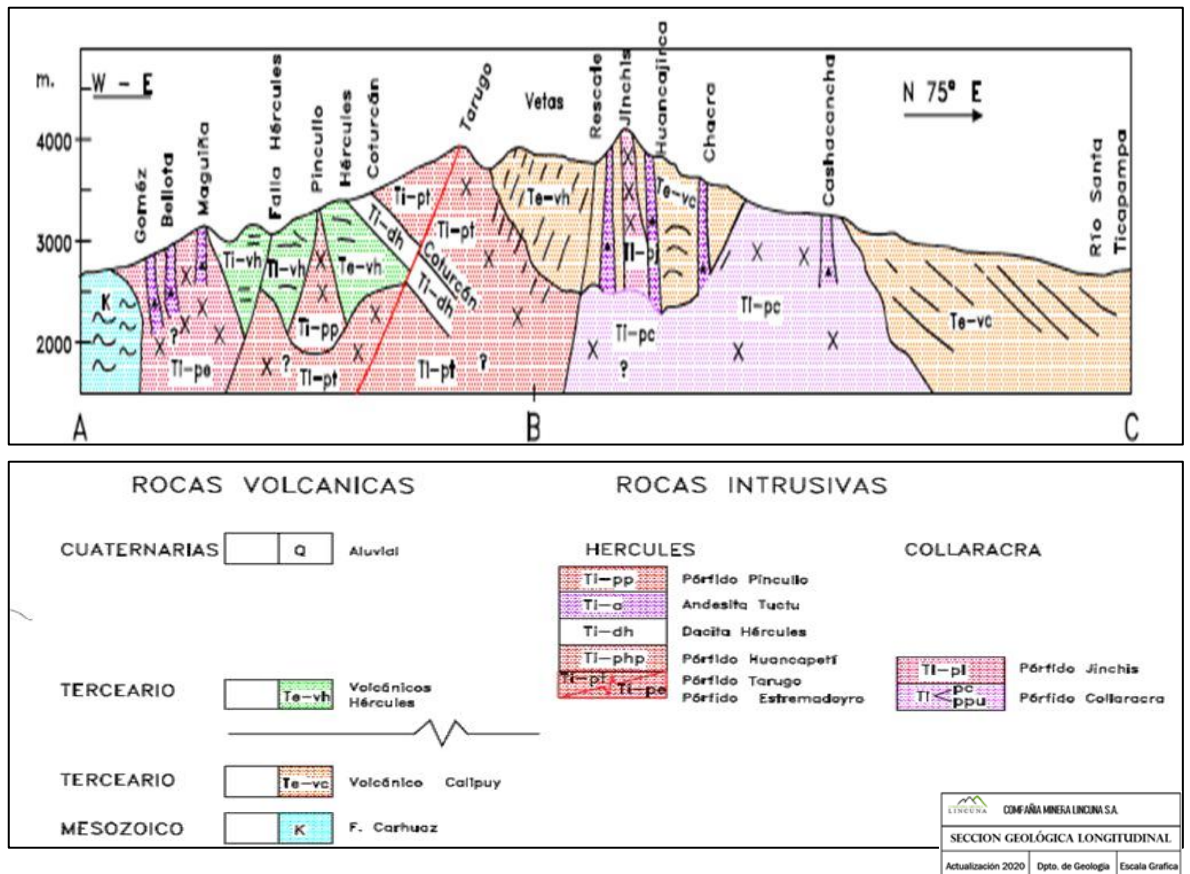 m.
W - E
Goméz
Bellota
Maguiña
Falla Hércules
Pincullo
Hércules
Coturcán
Tarugo
Vetas
Rescate
Jinchis
Huancajirca
Chacra
Cashacancha
N 75° E
Río Santa
Ticapampa
4000
3000
2000
K
Ti-vh
Ti-vh
Te-vh
Ti-pt
Ti-dh
Ti-pt
Coturcán
Ti-dh
Te-vh
Ti-pj
Te-vc
Ti-pc
Te-vc
?
Ti-pe
Ti-pp
?
Ti-pt
Ti-pt
?
Ti-pc
?
A
B
C
ROCAS VOLCANICAS
ROCAS INTRUSIVAS
CUATERNARIAS
Q
Aluvial
TERCEARIO
Te-vh
Volcánicos
Hércules
TERCEARIO
Te-vc
Volcánico Calipuy
MESOZOICO
K
F. Carhuaz
HERCULES
Ti-pp
Pórfido Pincullo
Ti-a
Andesita Tuctu
Ti-dh
Dacita Hércules
Ti-php
Pórfido Huancapetí
Ti-pt
Pórfido Tarugo
Ti-pe
Pórfido Estremadoyro
COLLARACRA
Ti-pl
Pórfido Jinchis
Ti< pc
ppu
Pórfido Collaracra
LINCUNA
COMPAÑIA MINERA LINCUNA S.A.
SECCION GEOLÓGICA LONGITUDINAL
Actualización 2020
Dpto. de Geologia
Escala Grafica